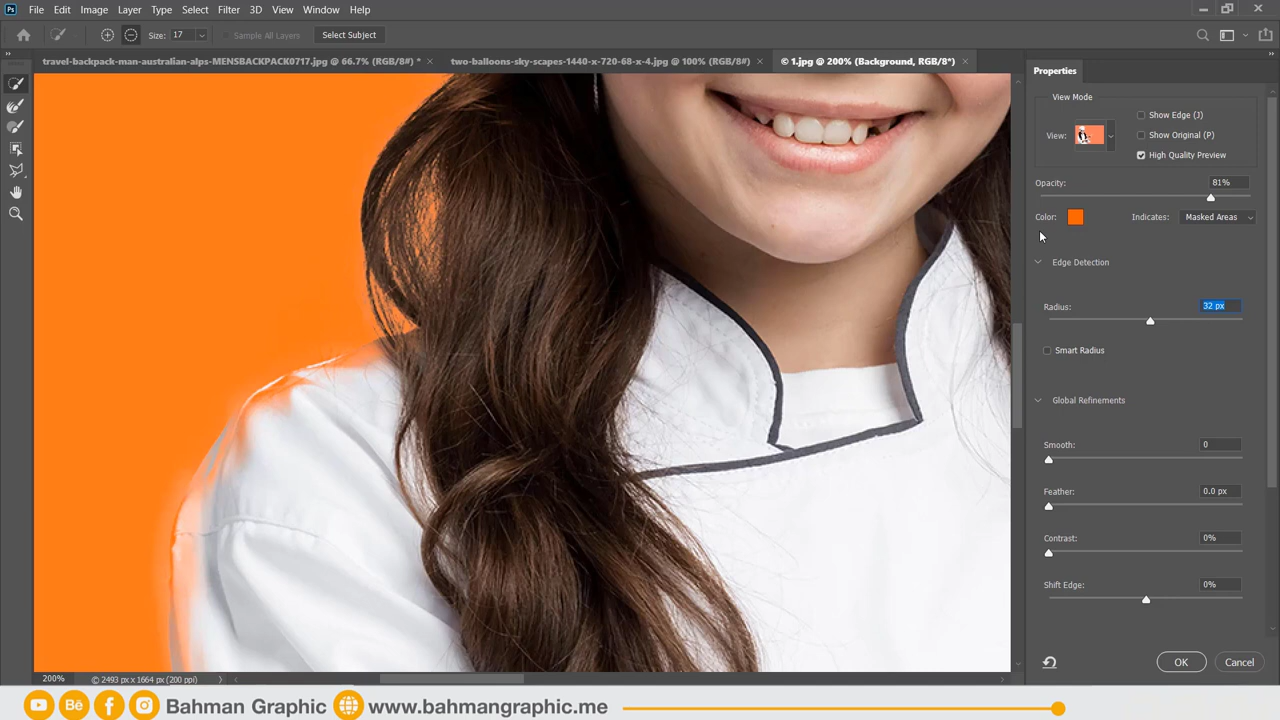 Ps File Edit Image Layer Type Select Filter 3D View Window Help
Size: 17 Sample All Layers Select Subject
travel-backpack-man-australian-alps-MENSBACKPACK0717.jpg @ 66.7% (RGB/8#) * × two-balloons-sky-scapes-1440-x-720-68-x-4.jpg @ 100% (RGB/8#) × © 1.jpg @ 200% (Background, RGB/8*) ×
Properties
View Mode
Show Edge (J)
View:
Show Original (P)
High Quality Preview
Opacity: 81%
Color: Indicates: Masked Areas
Edge Detection
Radius: 32 px
Smart Radius
Global Refinements
Smooth: 0
Feather: 0.0 px
Contrast: 0%
Shift Edge: 0%
OK Cancel
200% © 2493 px x 1664 px (200 ppi)
Bē Bahman Graphic www.bahmangraphic.me